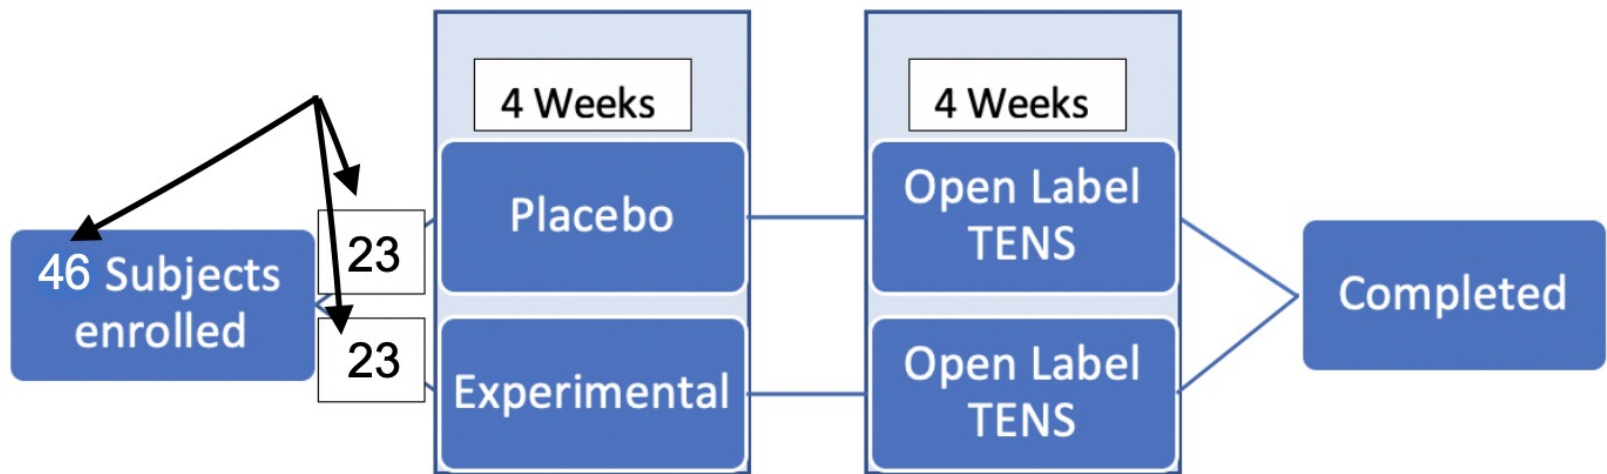 46 Subjects
enrolled
23
23
4 Weeks
Placebo
Experimental
4 Weeks
Open Label
TENS
Open Label
TENS
Completed